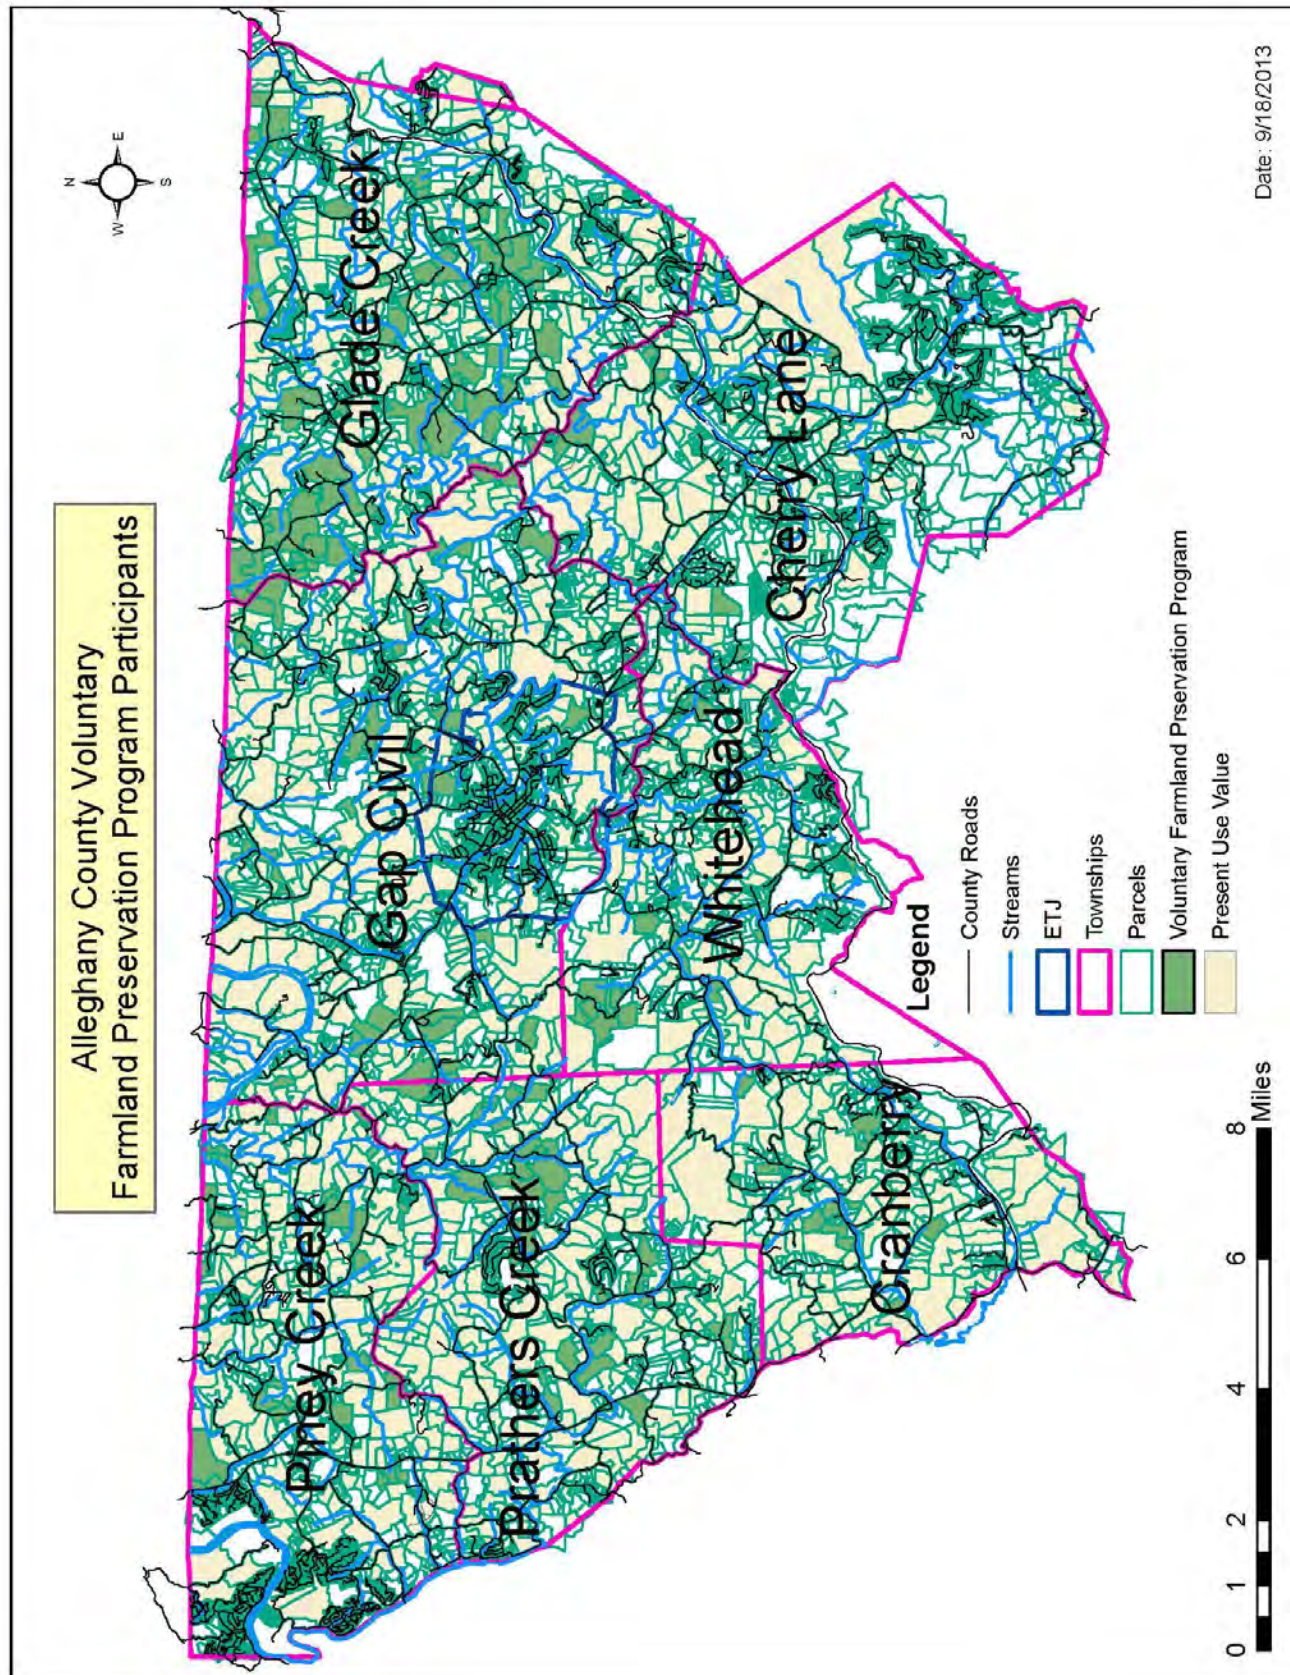 Alleghany County Voluntary
Farmland Preservation Program Participants
N
W
E
S
Piney Creek
Gap Civil
Glade Creek
Prathers Creek
Whitehead
Cherry Lane
Cranberry
Legend
County Roads
Streams
ETJ
Townships
Parcels
Voluntary Farmland Prservation Program
Present Use Value
0 1 2 4 6 8
Miles
Date: 9/18/2013